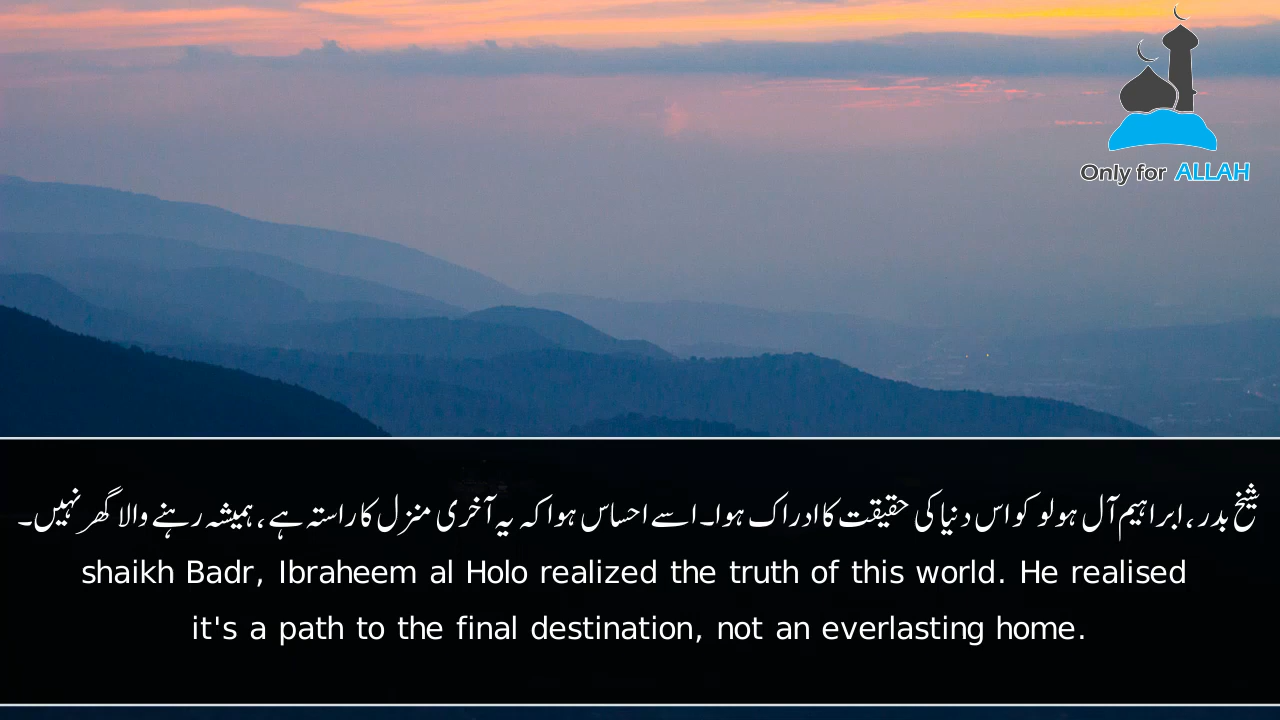 Only for ALLAH
شیخ بدر، ابراہیم آل ہولو کو اس دنیا کی حقیقت کا ادراک ہوا۔ اسے احساس ہوا کہ یہ آخری منزل کا راستہ ہے، ہمیشہ رہنے والا گھر نہیں۔
shaikh Badr, Ibraheem al Holo realized the truth of this world. He realised
it's a path to the final destination, not an everlasting home.